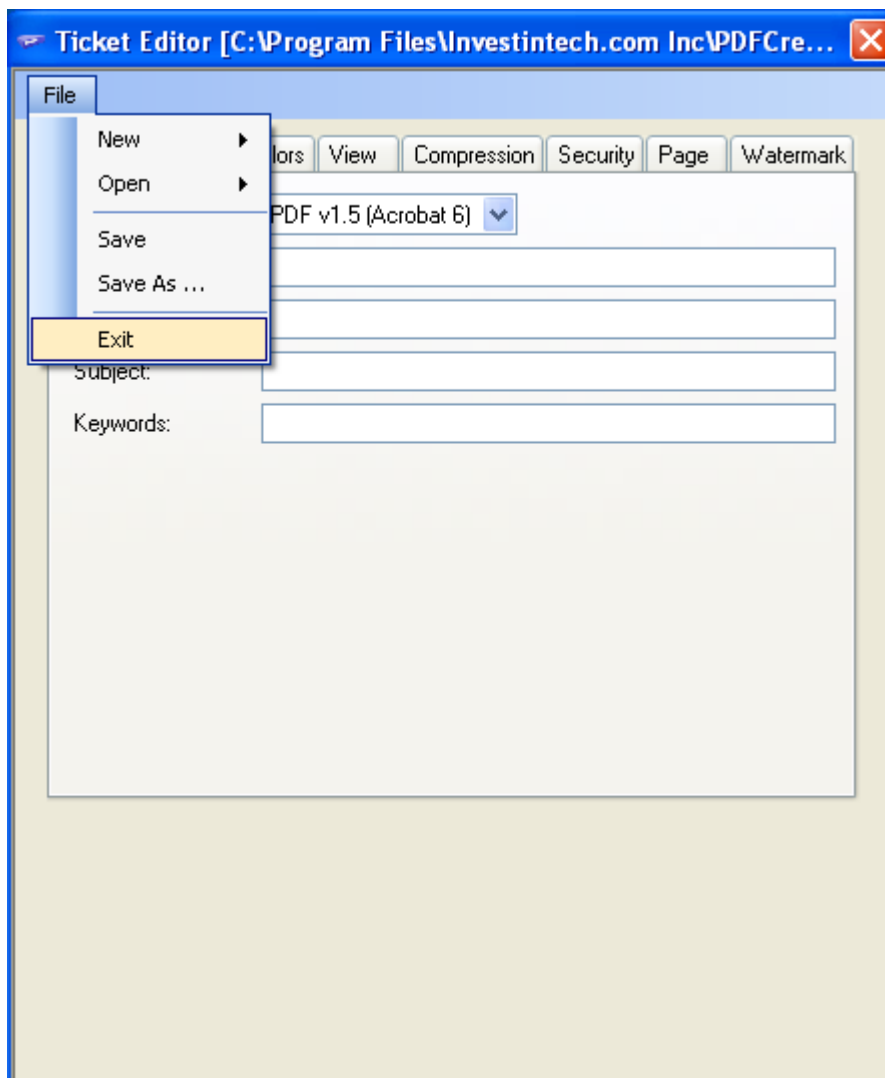 Ticket Editor [C:\Program Files\Investintech.com Inc\PDFCre...
File
New
Open
Save
Save As ...
Exit
lors View Compression Security Page Watermark
PDF v1.5 (Acrobat 6)
Subject:
Keywords: